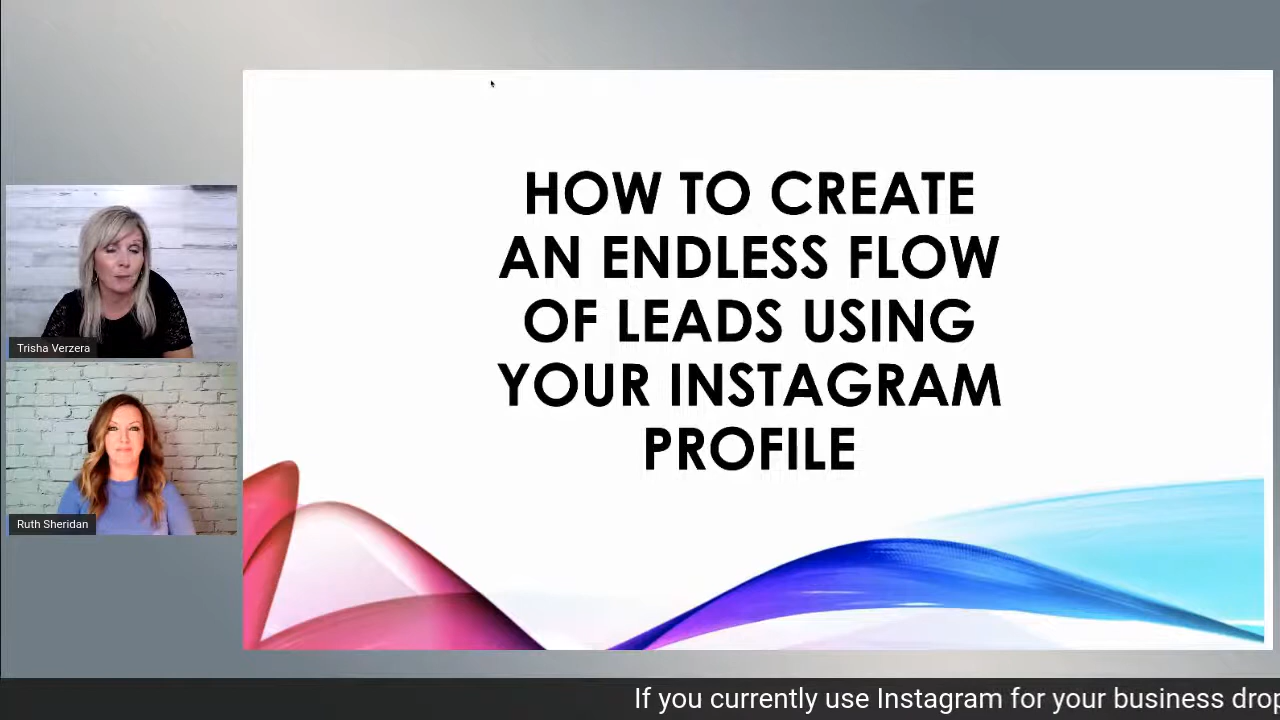 HOW TO CREATE
AN ENDLESS FLOW
OF LEADS USING
YOUR INSTAGRAM
PROFILE
Trisha Verzera
Ruth Sheridan
If you currently use Instagram for your business drop